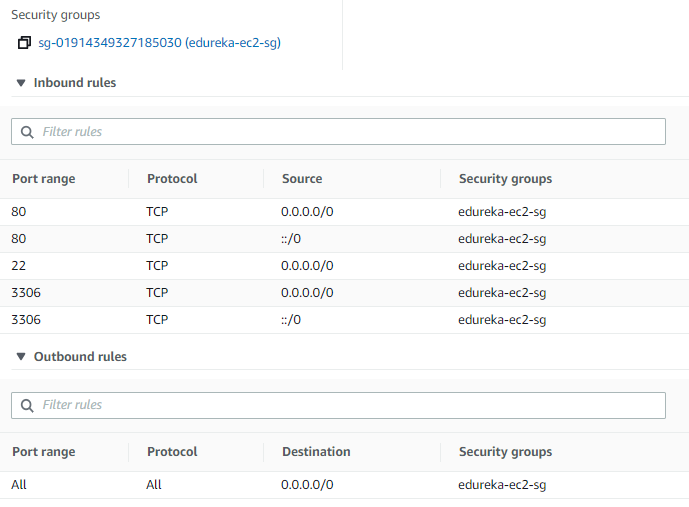 Security groups
sg-01914349327185030 (edureka-ec2-sg)
Inbound rules
Filter rules
Port range Protocol Source Security groups
80 TCP 0.0.0.0/0 edureka-ec2-sg
80 TCP ::/0 edureka-ec2-sg
22 TCP 0.0.0.0/0 edureka-ec2-sg
3306 TCP 0.0.0.0/0 edureka-ec2-sg
3306 TCP ::/0 edureka-ec2-sg
Outbound rules
Filter rules
Port range Protocol Destination Security groups
All All 0.0.0.0/0 edureka-ec2-sg